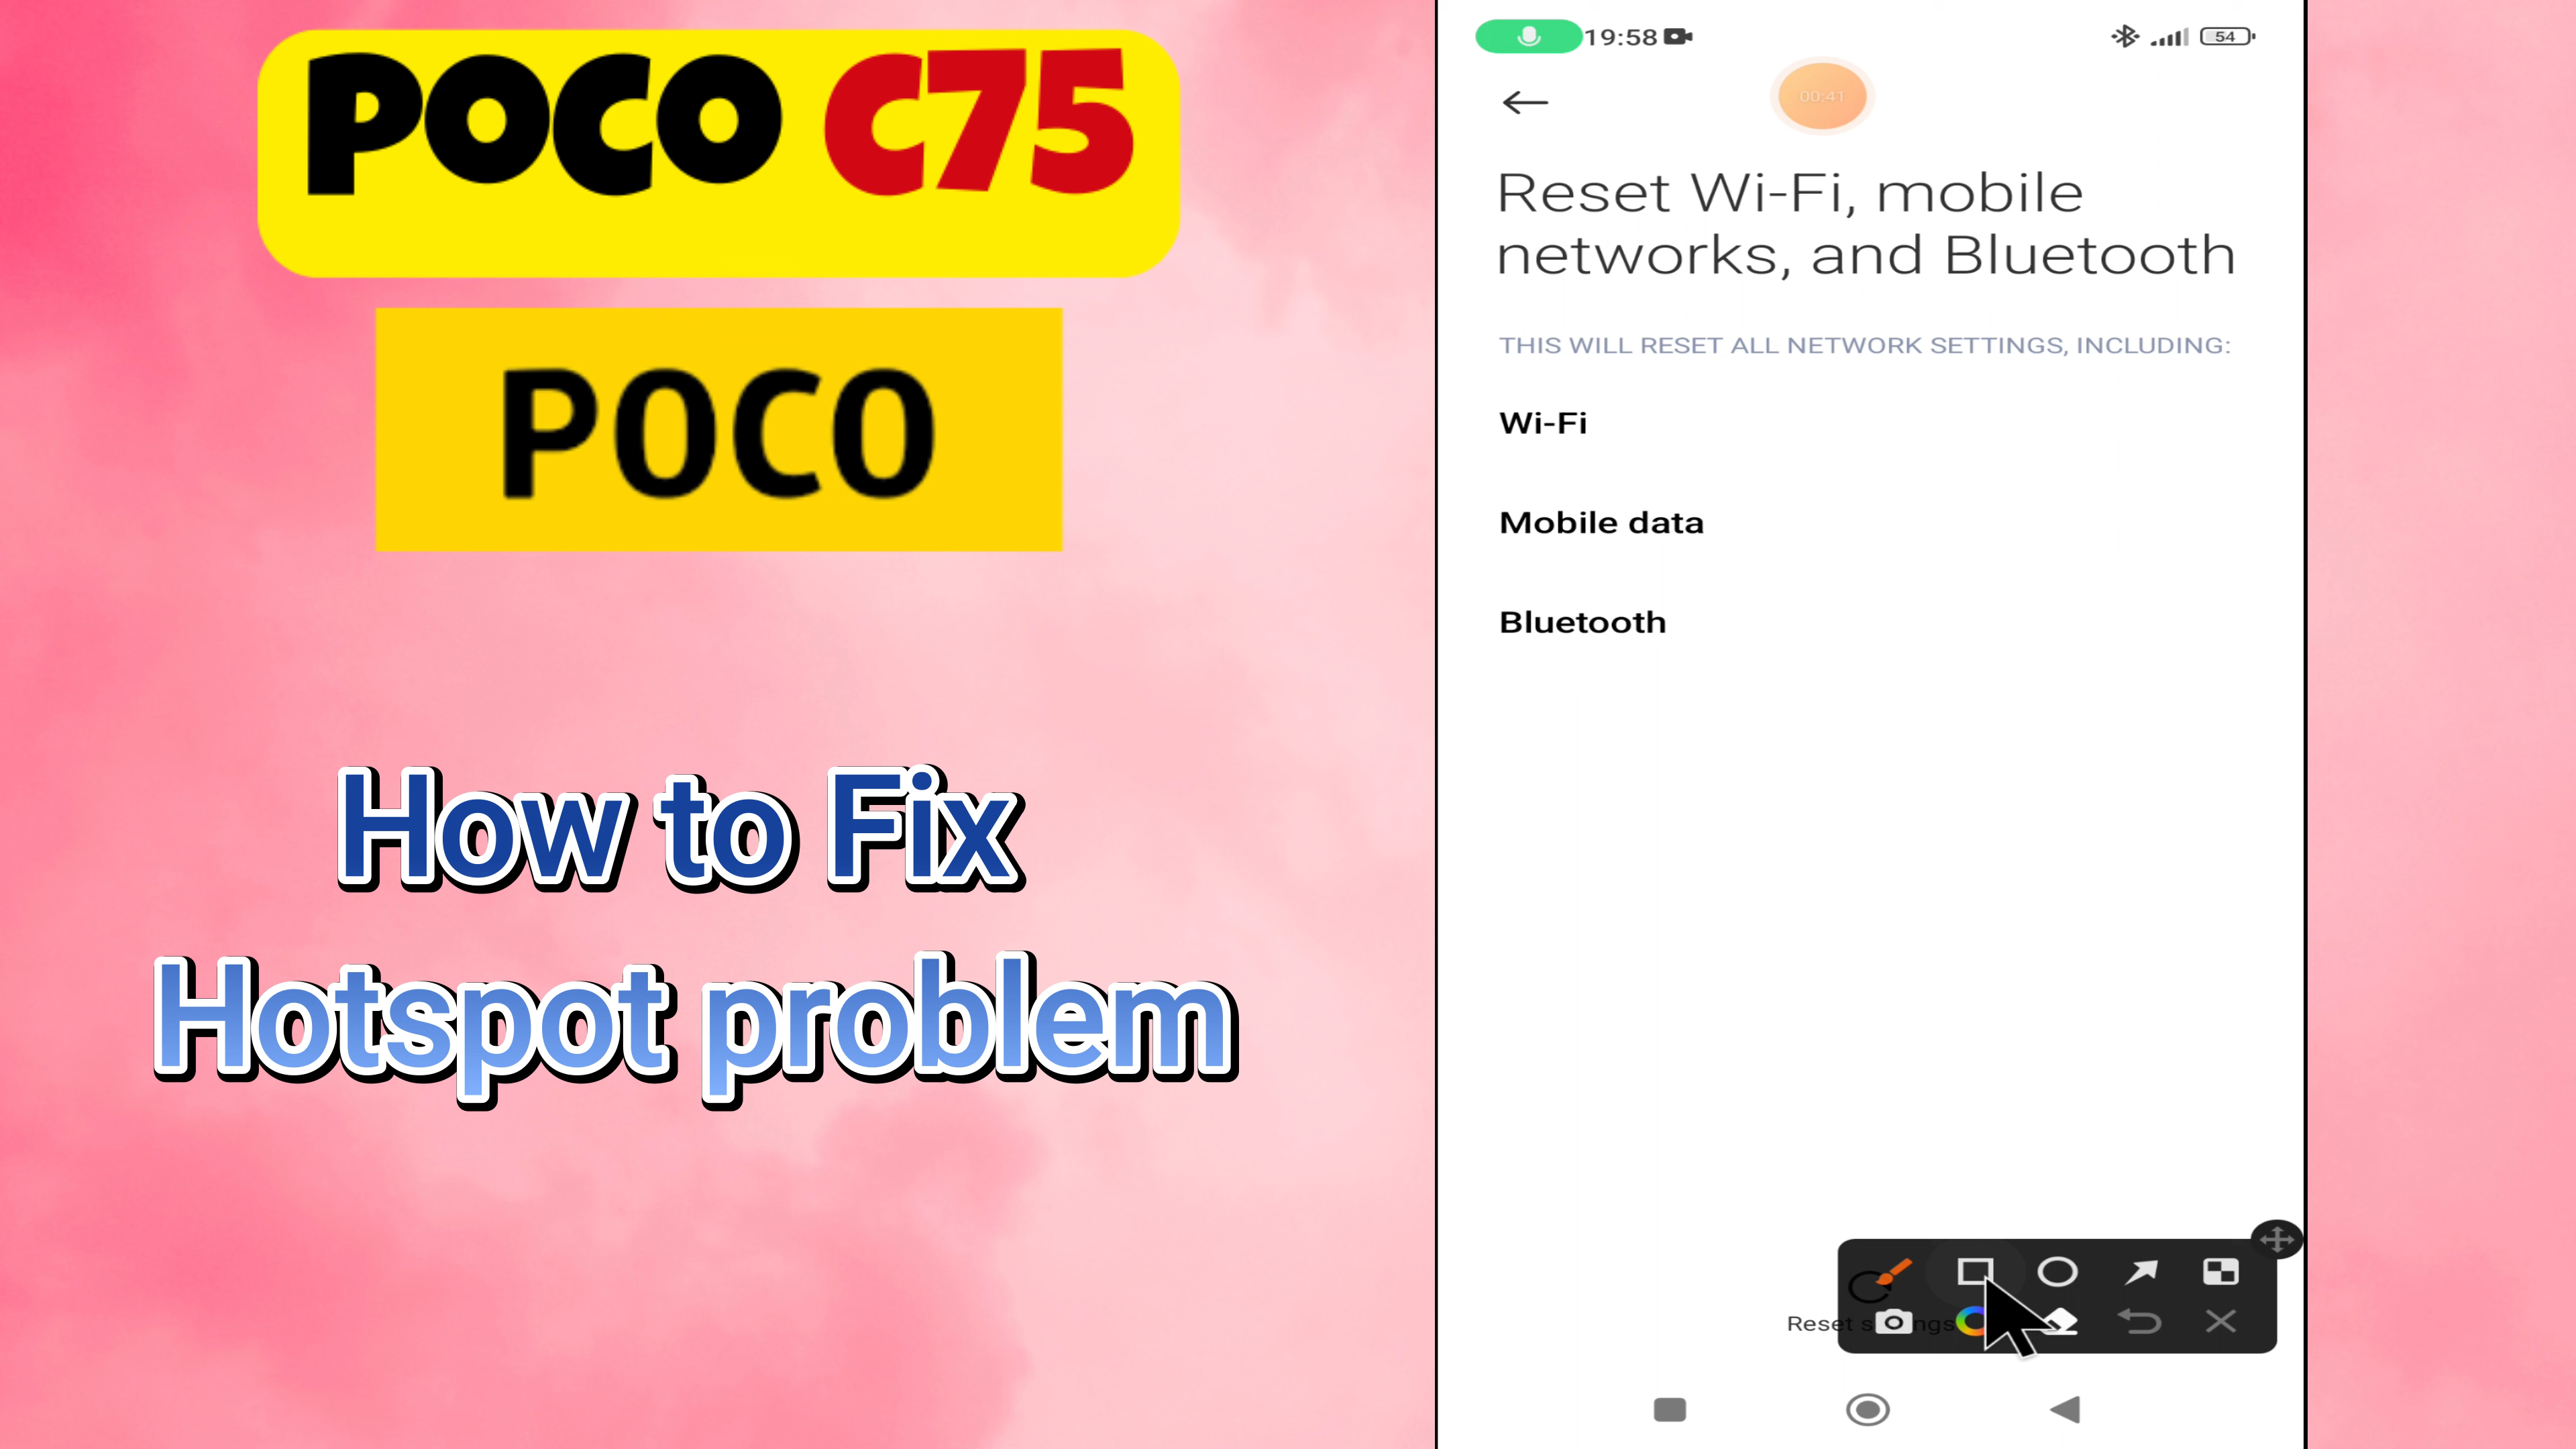 POCO C75
POCO
How to Fix
Hotspot problem
19:58
54
00:41
Reset Wi-Fi, mobile
networks, and Bluetooth
THIS WILL RESET ALL NETWORK SETTINGS, INCLUDING:
Wi-Fi
Mobile data
Bluetooth
Reset